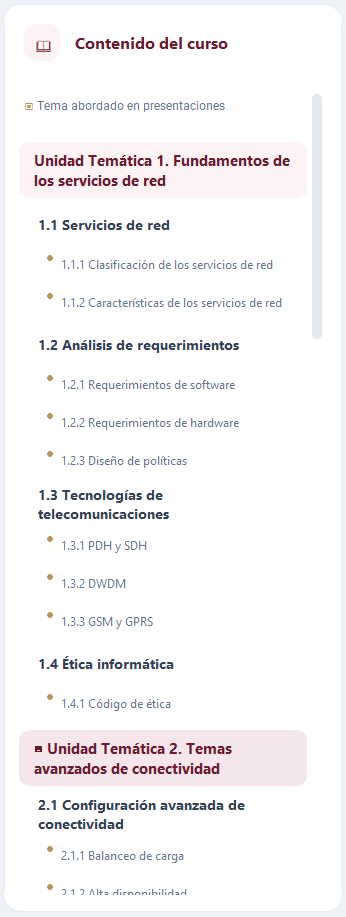 Contenido del curso
Tema abordado en presentaciones
Unidad Temática 1. Fundamentos de
los servicios de red
1.1 Servicios de red
1.1.1 Clasificación de los servicios de red
1.1.2 Características de los servicios de red
1.2 Análisis de requerimientos
1.2.1 Requerimientos de software
1.2.2 Requerimientos de hardware
1.2.3 Diseño de políticas
1.3 Tecnologías de
telecomunicaciones
1.3.1 PDH y SDH
1.3.2 DWDM
1.3.3 GSM y GPRS
1.4 Ética informática
1.4.1 Código de ética
Unidad Temática 2. Temas
avanzados de conectividad
2.1 Configuración avanzada de
conectividad
2.1.1 Balanceo de carga
2.1.2 Alta disponibilidad